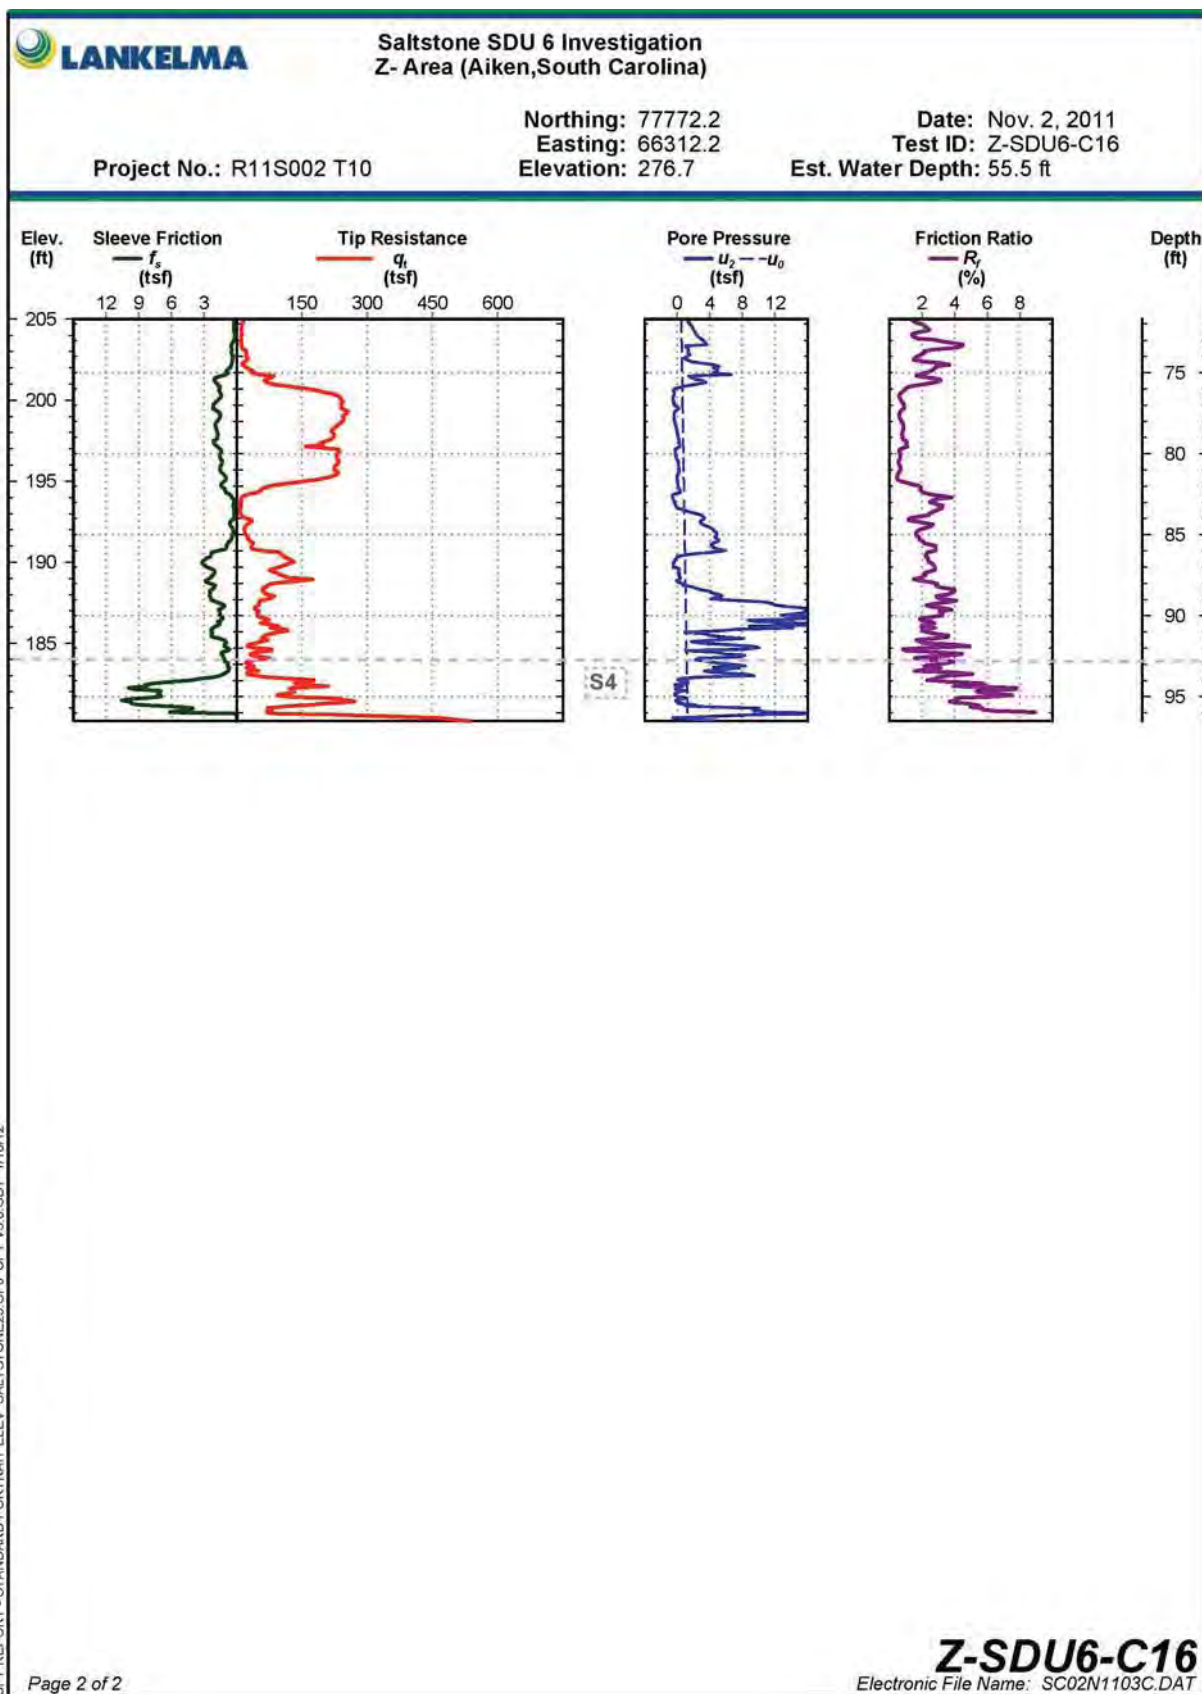 LANKELMA
Saltstone SDU 6 Investigation
Z- Area (Aiken,South Carolina)
Northing: 77772.2
Date: Nov. 2, 2011
Easting: 66312.2
Test ID: Z-SDU6-C16
Project No.: R11S002 T10
Elevation: 276.7
Est. Water Depth: 55.5 ft
Elev.
(ft)
Sleeve Friction
fs
(tsf)
Tip Resistance
qt
(tsf)
Pore Pressure
u2 u0
(tsf)
Friction Ratio
Rf
(%)
Depth
(ft)
12 9 6 3 150 300 450 600
0 4 8 12
2 4 6 8
205
200
195
190
185
75
80
85
90
95
S4
Z-SDU6-C16
Page 2 of 2
Electronic File Name: SC02N1103C.DAT